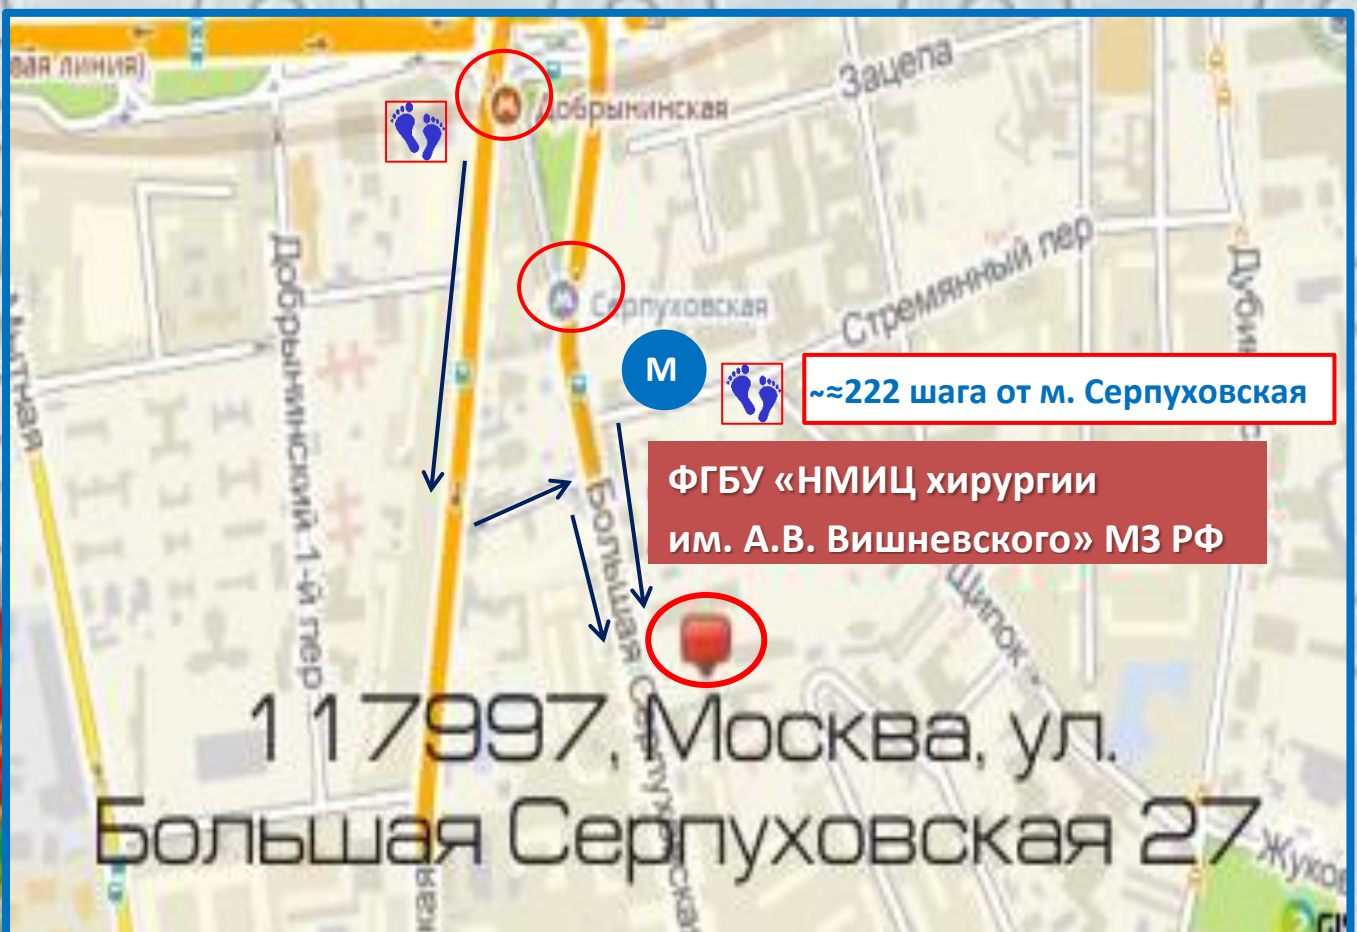 вая линия)
Добрынинская
Зацепа
Добрынинский 1-й пер
Серпуховская
Стремянный пер
М
~≈222 шага от м. Серпуховская
ФГБУ «НМИЦ хирургии
им. А.В. Вишневского» МЗ РФ
Большая Серпуховская
Щипок
117997, Москва, ул.
Большая Серпуховская 27